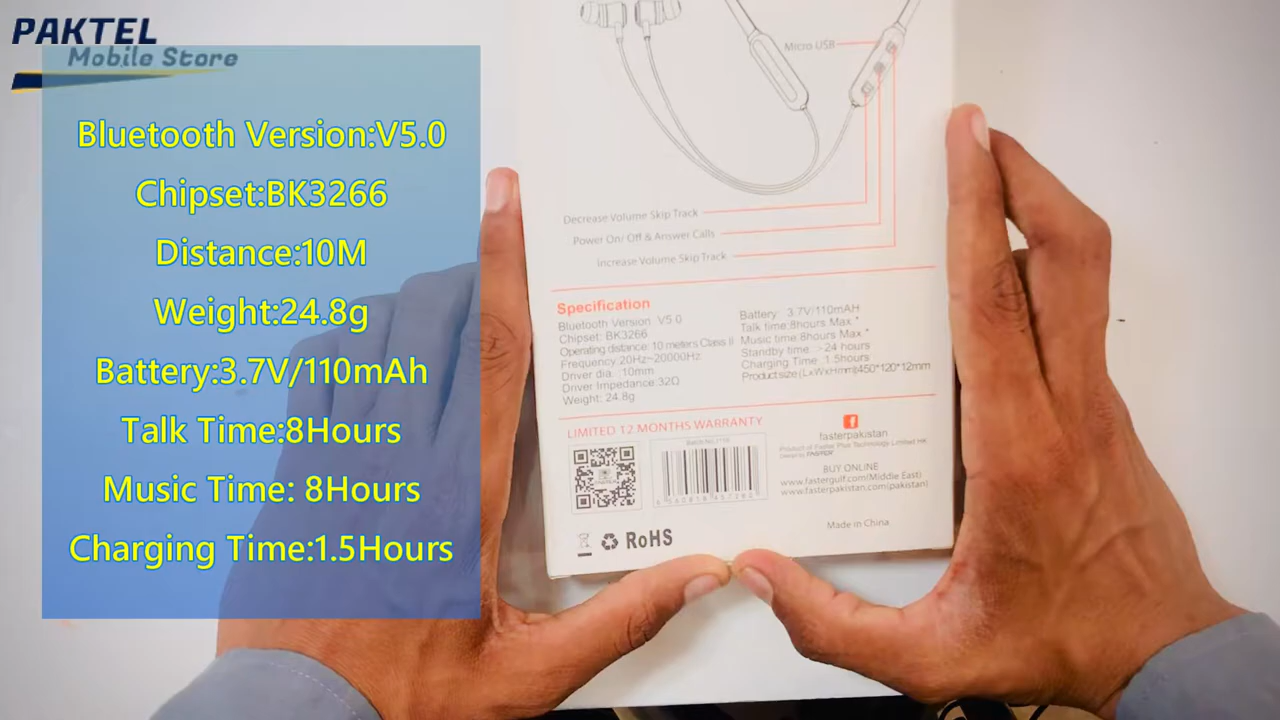 PAKTEL
Mobile Store
Bluetooth Version:V5.0
Chipset:BK3266
Distance:10M
Weight:24.8g
Battery:3.7V/110mAh
Talk Time:8Hours
Music Time: 8Hours
Charging Time:1.5Hours
Micro USB
Decrease Volume Skip Track
Power On/ Off & Answer Calls
Increase Volume Skip Track
Specification
Bluetooth Version V5.0
Chipset: BK3266
Operating distance: 10 meters Class II
Frequency:20Hz~20000Hz
Driver dia. :10mm
Driver Impedance:32Ω
Weight: 24.8g
Battery: 3.7V/110mAH
Talk time:8hours Max.*
Music time:8hours Max.*
Standby time :- 24 hours
Charging Time :1.5hours
Product size(LxWxHmm)450*120*12mm
LIMITED 12 MONTHS WARRANTY
f
fasterpakistan
BUY ONLINE
www.fastergulf.com(Middle East)
www.fasterpakistan.com(pakistan)
Made in China
RoHS